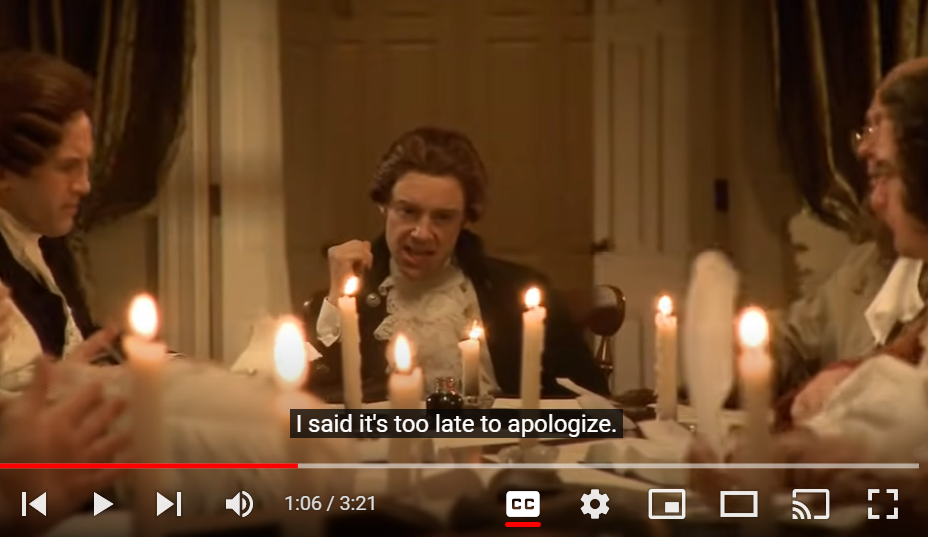 I said it's too late to apologize.
1:06 / 3:21
CC